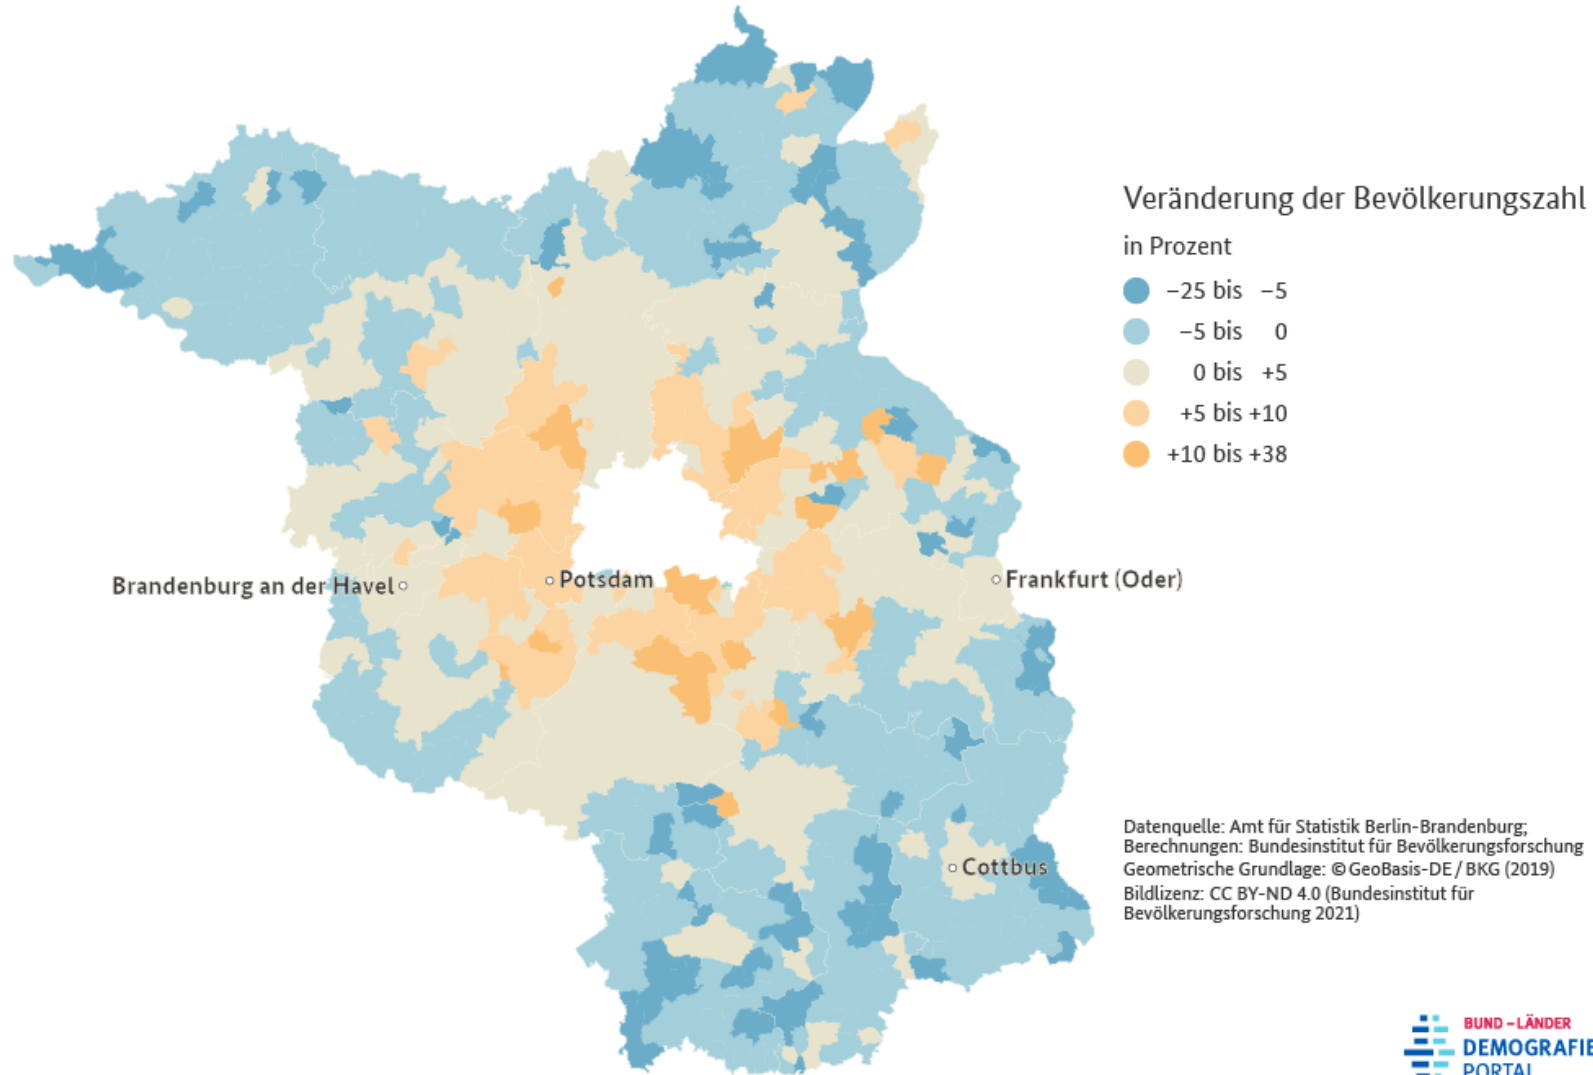 Veränderung der Bevölkerungszahl
in Prozent
−25 bis −5
−5 bis 0
0 bis +5
+5 bis +10
+10 bis +38
Brandenburg an der Havel
Potsdam
Frankfurt (Oder)
Cottbus
Datenquelle: Amt für Statistik Berlin-Brandenburg;
Berechnungen: Bundesinstitut für Bevölkerungsforschung
Geometrische Grundlage: © GeoBasis-DE / BKG (2019)
Bildlizenz: CC BY-ND 4.0 (Bundesinstitut für
Bevölkerungsforschung 2021)
BUND – LÄNDER
DEMOGRAFIE
PORTAL